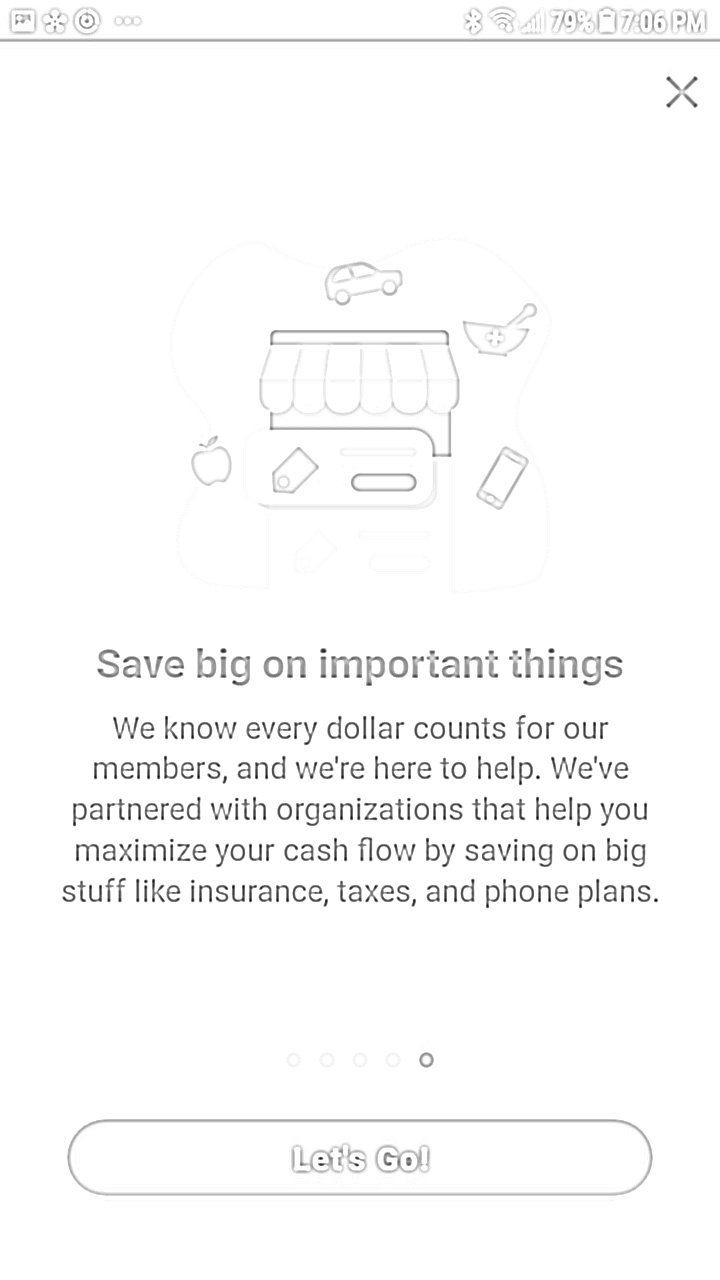 79% 7:06 PM
Save big on important things
We know every dollar counts for our
members, and we're here to help. We've
partnered with organizations that help you
maximize your cash flow by saving on big
stuff like insurance, taxes, and phone plans.
Let's Go!